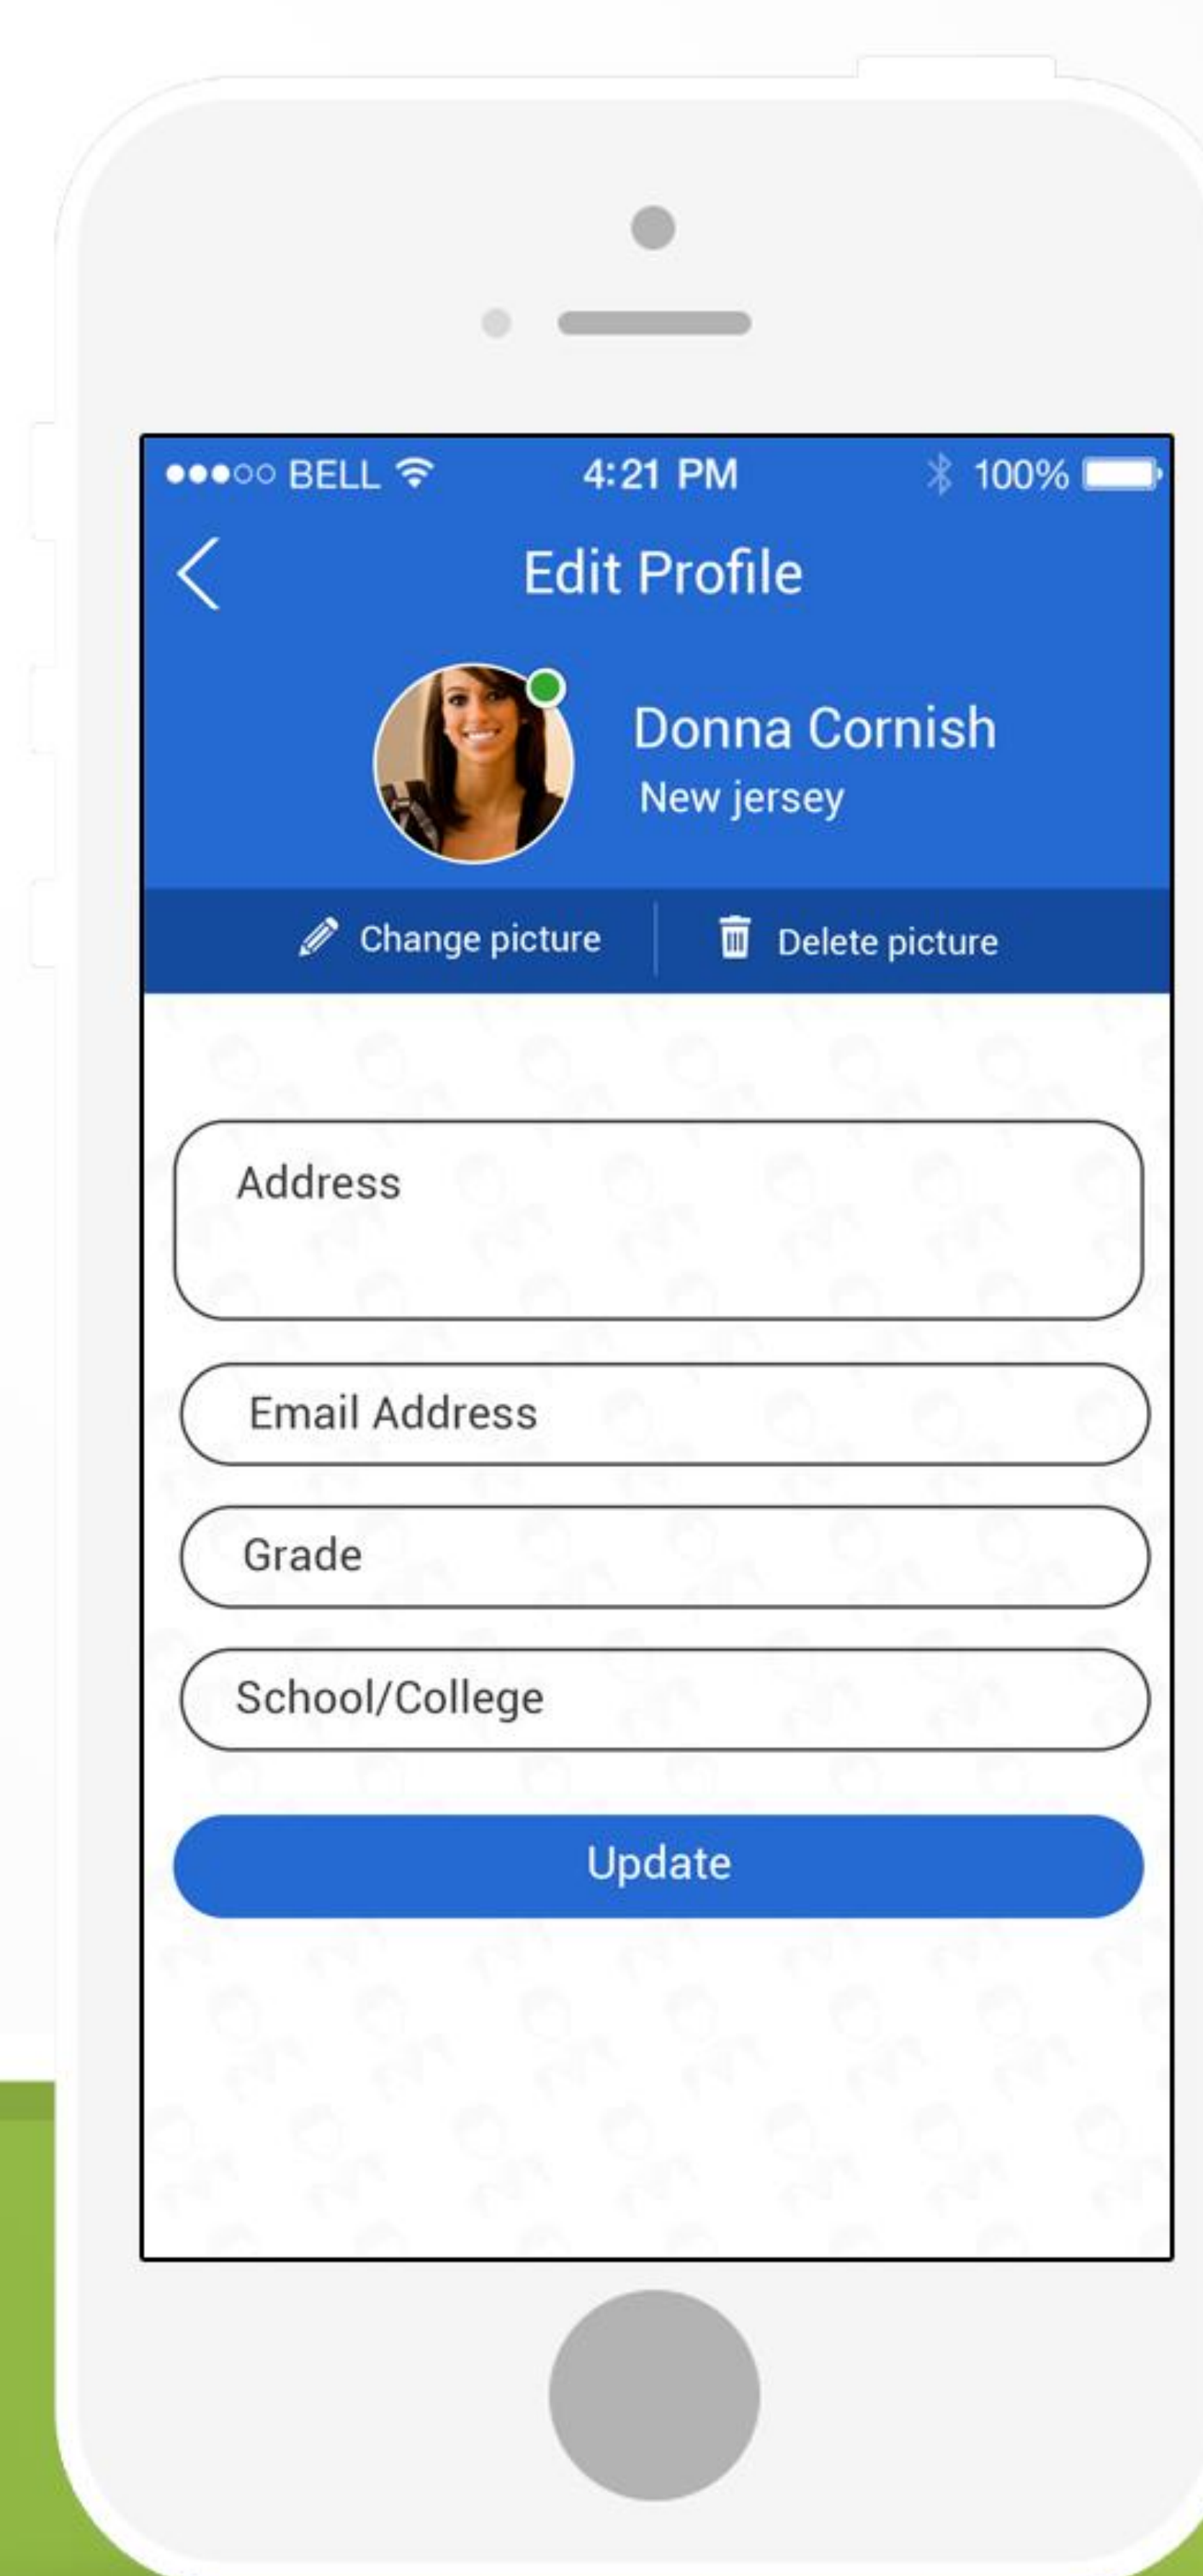 BELL 4:21 PM 100%
Edit Profile
Donna Cornish
New jersey
Change picture Delete picture
Address
Email Address
Grade
School/College
Update